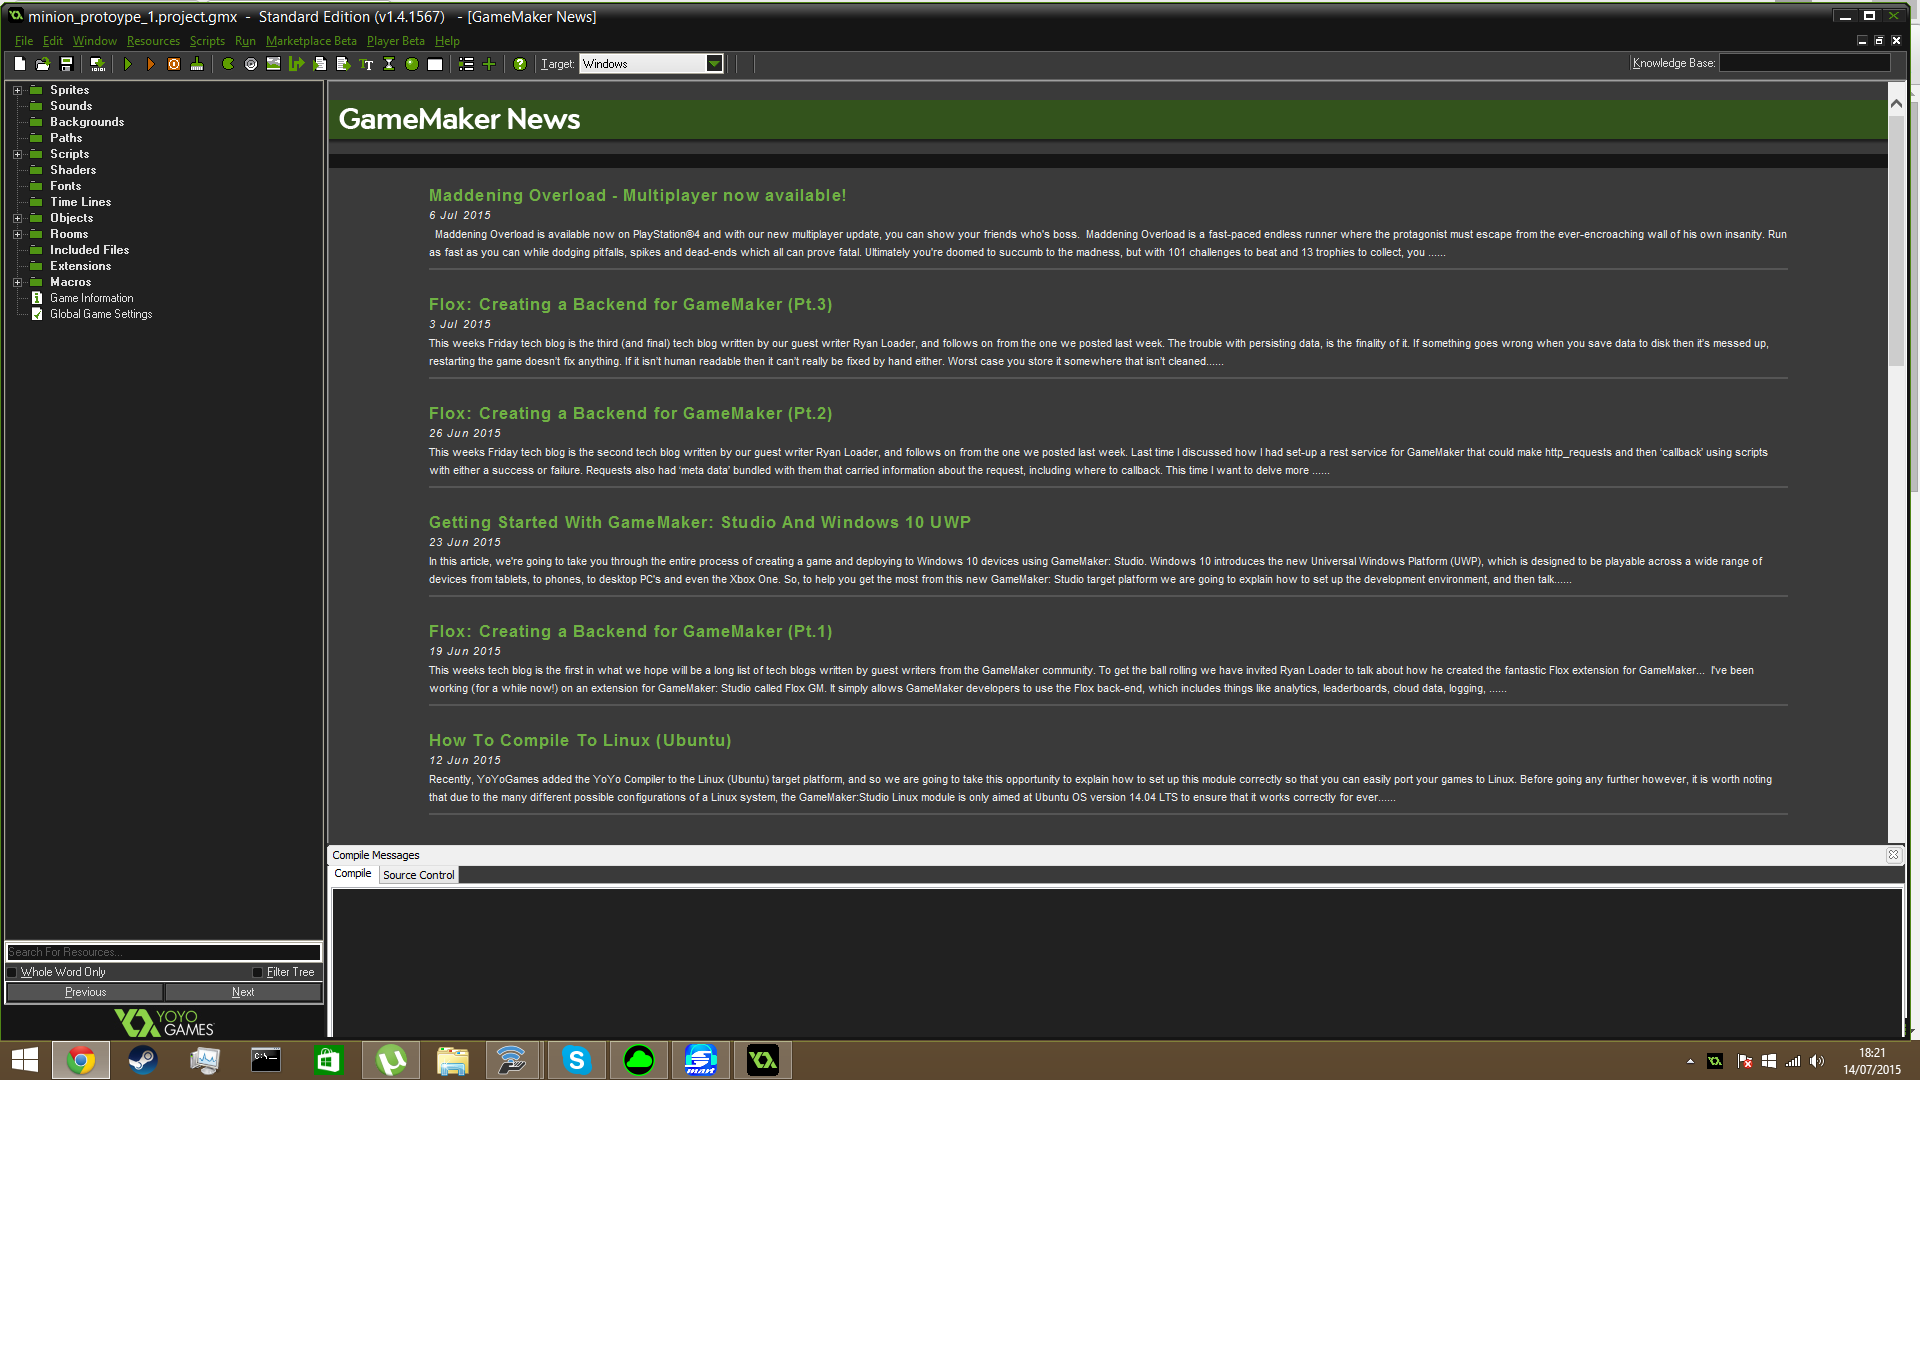 minion_protoype_1.project.gmx - Standard Edition (v1.4.1567) - [GameMaker News]
File Edit Window Resources Scripts Run Marketplace Beta Player Beta Help
Target: Windows Knowledge Base:
Sprites
Sounds
Backgrounds
Paths
Scripts
Shaders
Fonts
Time Lines
Objects
Rooms
Included Files
Extensions
Macros
Game Information
Global Game Settings
Search For Resources...
Whole Word Only Filter Tree
Previous Next
YOYO
GAMES
GameMaker News
Maddening Overload - Multiplayer now available!
6 Jul 2015
Maddening Overload is available now on PlayStation®4 and with our new multiplayer update, you can show your friends who's boss. Maddening Overload is a fast-paced endless runner where the protagonist must escape from the ever-encroaching wall of his own insanity. Run
as fast as you can while dodging pitfalls, spikes and dead-ends which all can prove fatal. Ultimately you're doomed to succumb to the madness, but with 101 challenges to beat and 13 trophies to collect, you ......
Flox: Creating a Backend for GameMaker (Pt.3)
3 Jul 2015
This weeks Friday tech blog is the third (and final) tech blog written by our guest writer Ryan Loader, and follows on from the one we posted last week. The trouble with persisting data, is the finality of it. If something goes wrong when you save data to disk then it's messed up,
restarting the game doesn't fix anything. If it isn't human readable then it can't really be fixed by hand either. Worst case you store it somewhere that isn't cleaned......
Flox: Creating a Backend for GameMaker (Pt.2)
26 Jun 2015
This weeks Friday tech blog is the second tech blog written by our guest writer Ryan Loader, and follows on from the one we posted last week. Last time I discussed how I had set-up a rest service for GameMaker that could make http_requests and then 'callback' using scripts
with either a success or failure. Requests also had 'meta data' bundled with them that carried information about the request, including where to callback. This time I want to delve more ......
Getting Started With GameMaker: Studio And Windows 10 UWP
23 Jun 2015
In this article, we're going to take you through the entire process of creating a game and deploying to Windows 10 devices using GameMaker: Studio. Windows 10 introduces the new Universal Windows Platform (UWP), which is designed to be playable across a wide range of
devices from tablets, to phones, to desktop PC's and even the Xbox One. So, to help you get the most from this new GameMaker: Studio target platform we are going to explain how to set up the development environment, and then talk......
Flox: Creating a Backend for GameMaker (Pt.1)
19 Jun 2015
This weeks tech blog is the first in what we hope will be a long list of tech blogs written by guest writers from the GameMaker community. To get the ball rolling we have invited Ryan Loader to talk about how he created the fantastic Flox extension for GameMaker... I've been
working (for a while now!) on an extension for GameMaker: Studio called Flox GM. It simply allows GameMaker developers to use the Flox back-end, which includes things like analytics, leaderboards, cloud data, logging, ......
How To Compile To Linux (Ubuntu)
12 Jun 2015
Recently, YoYoGames added the YoYo Compiler to the Linux (Ubuntu) target platform, and so we are going to take this opportunity to explain how to set up this module correctly so that you can easily port your games to Linux. Before going any further however, it is worth noting
that due to the many different possible configurations of a Linux system, the GameMaker:Studio Linux module is only aimed at Ubuntu OS version 14.04 LTS to ensure that it works correctly for ever......
Compile Messages
Compile Source Control
18:21
14/07/2015